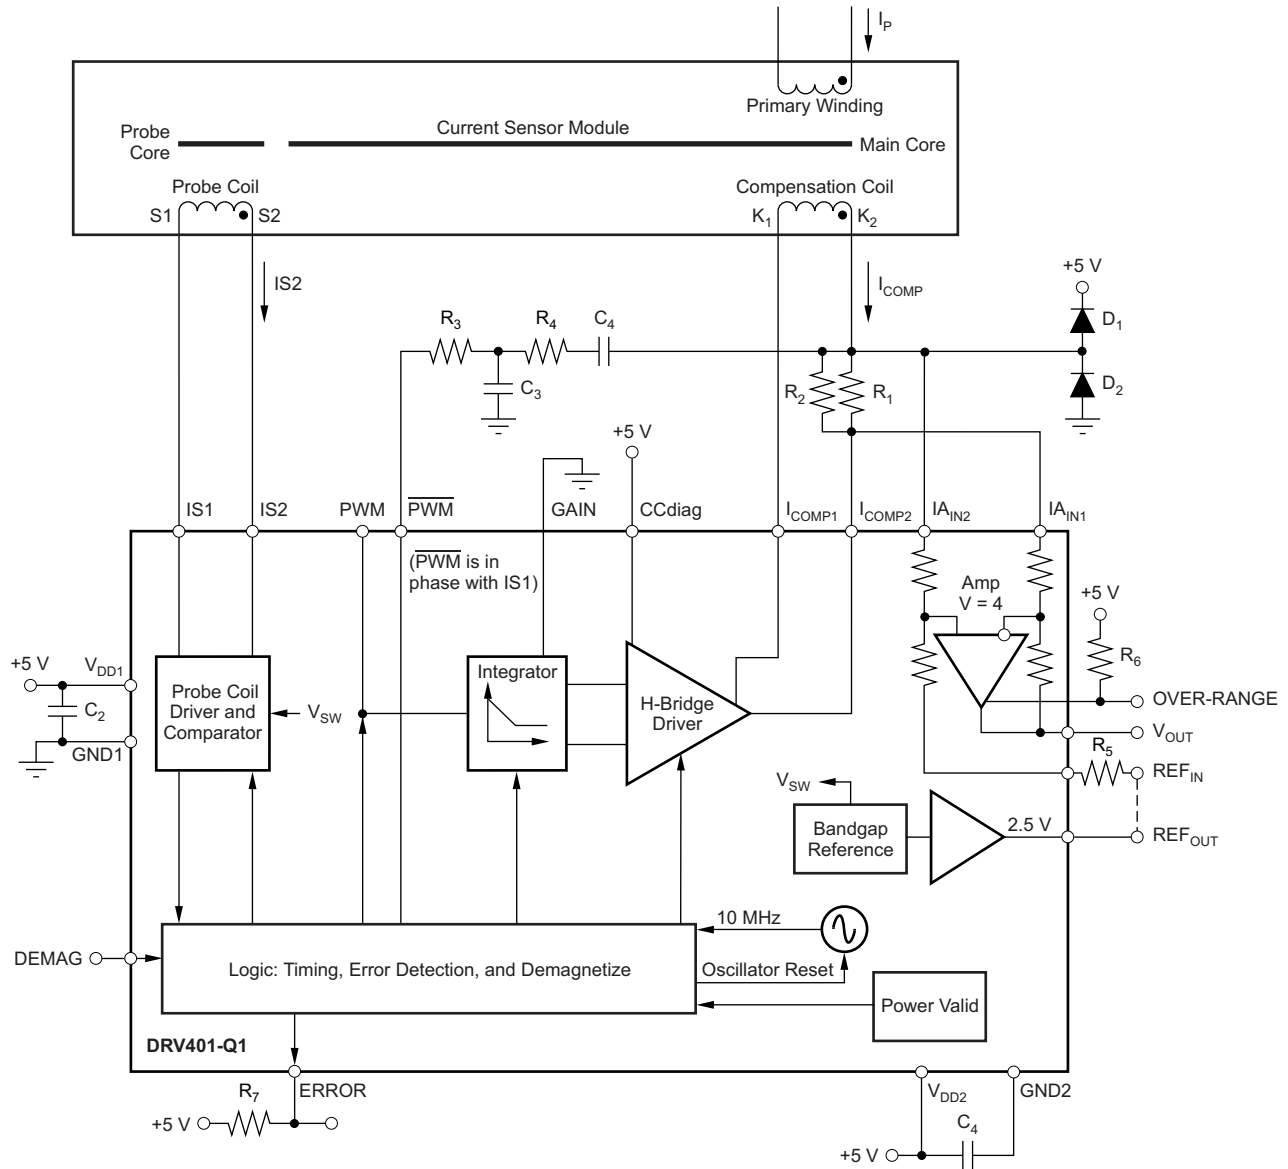 I_P
Primary Winding
Current Sensor Module
Probe
Core
Main Core
Probe Coil
Compensation Coil
S1
S2
K_1
K_2
IS2
I_COMP
+5 V
D_1
D_2
R_3
R_4
C_4
C_3
R_2
R_1
+5 V
IS1
IS2
PWM
P̅W̅M̅
GAIN
CCdiag
I_COMP1
I_COMP2
IA_IN2
IA_IN1
(P̅W̅M̅ is in
phase with IS1)
Amp
V = 4
+5 V
R_6
+5 V
V_DD1
C_2
GND1
Probe Coil
Driver and
Comparator
V_SW
Integrator
H-Bridge
Driver
OVER-RANGE
V_OUT
R_5
REF_IN
V_SW
Bandgap
Reference
2.5 V
REF_OUT
10 MHz
DEMAG
Logic: Timing, Error Detection, and Demagnetize
Oscillator Reset
Power Valid
DRV401-Q1
R_7
ERROR
+5 V
V_DD2
GND2
C_4
+5 V